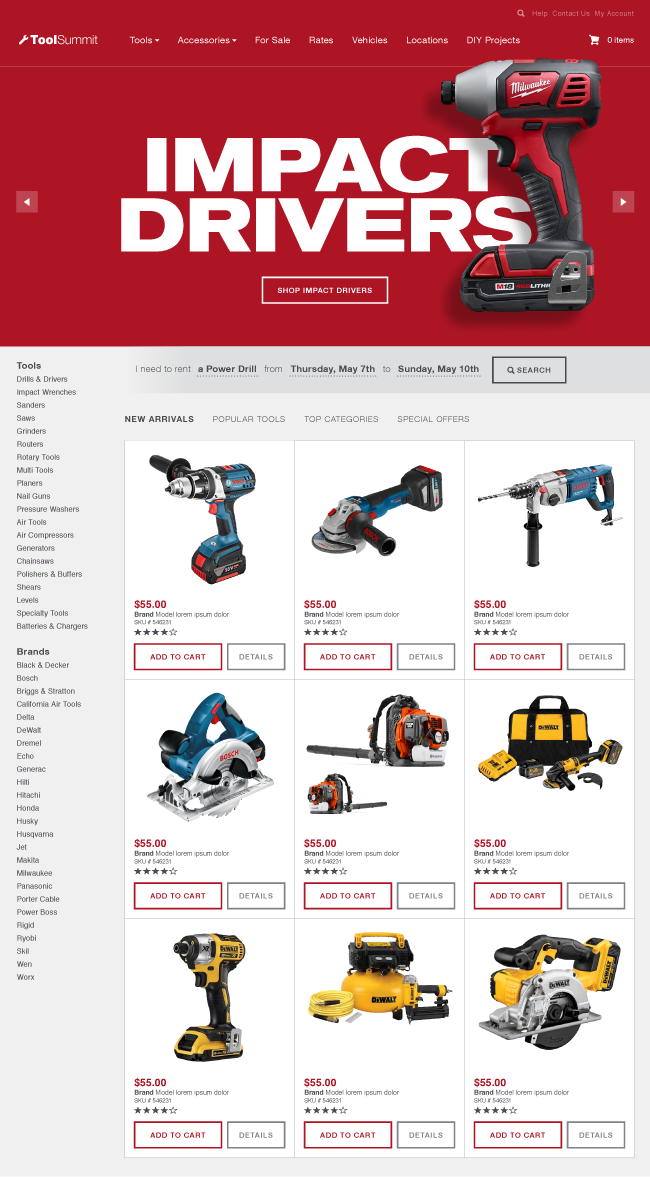 Help Contact Us My Account
ToolSummit
Tools Accessories For Sale Rates Vehicles Locations DIY Projects
0 items
Milwaukee
IMPACT
DRIVERS
M18 REDLITHIUM
SHOP IMPACT DRIVERS
I need to rent a Power Drill from Thursday, May 7th to Sunday, May 10th
SEARCH
Tools
Drills & Drivers
Impact Wrenches
Sanders
Saws
Grinders
Routers
Rotary Tools
Multi Tools
Planers
Nail Guns
Pressure Washers
Air Tools
Air Compressors
Generators
Chainsaws
Polishers & Buffers
Shears
Levels
Specialty Tools
Batteries & Chargers
Brands
Black & Decker
Bosch
Briggs & Stratton
California Air Tools
Delta
DeWalt
Dremel
Echo
Generac
Hilti
Hitachi
Honda
Husky
Husqvarna
Jet
Makita
Milwaukee
Panasonic
Porter Cable
Power Boss
Rigid
Ryobi
Skil
Wen
Worx
NEW ARRIVALS POPULAR TOOLS TOP CATEGORIES SPECIAL OFFERS
$55.00
Brand Model lorem ipsum dolor
SKU # 546231
ADD TO CART DETAILS
BOSCH
$55.00
Brand Model lorem ipsum dolor
SKU # 546231
ADD TO CART DETAILS
BOSCH
$55.00
Brand Model lorem ipsum dolor
SKU # 546231
ADD TO CART DETAILS
BOSCH
$55.00
Brand Model lorem ipsum dolor
SKU # 546231
ADD TO CART DETAILS
$55.00
Brand Model lorem ipsum dolor
SKU # 546231
ADD TO CART DETAILS
DEWALT
$55.00
Brand Model lorem ipsum dolor
SKU # 546231
ADD TO CART DETAILS
XR
DEWALT
$55.00
Brand Model lorem ipsum dolor
SKU # 546231
ADD TO CART DETAILS
DEWALT
$55.00
Brand Model lorem ipsum dolor
SKU # 546231
ADD TO CART DETAILS
DEWALT
$55.00
Brand Model lorem ipsum dolor
SKU # 546231
ADD TO CART DETAILS